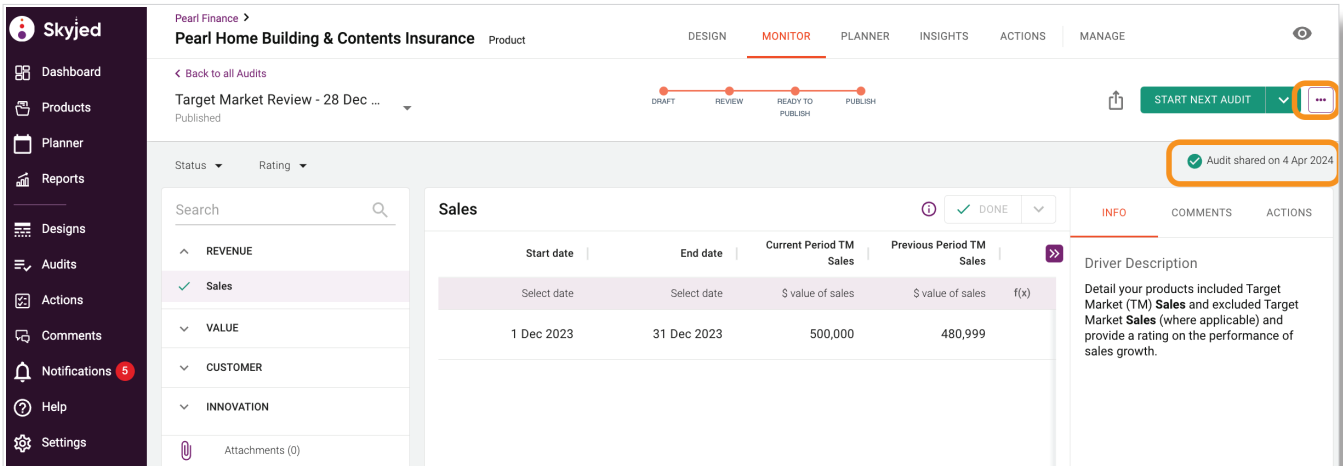 Skyjed
Dashboard
Products
Planner
Reports
Designs
Audits
Actions
Comments
Notifications 5
Help
Settings
Pearl Finance >
Pearl Home Building & Contents Insurance Product
DESIGN MONITOR PLANNER INSIGHTS ACTIONS MANAGE
Back to all Audits
Target Market Review - 28 Dec ...
Published
DRAFT REVIEW READY TO PUBLISH PUBLISH
START NEXT AUDIT
Status Rating
Audit shared on 4 Apr 2024
Search
REVENUE
Sales
VALUE
CUSTOMER
INNOVATION
Attachments (0)
Sales
DONE
Start date End date Current Period TM Sales Previous Period TM Sales
Select date Select date $ value of sales $ value of sales f(x)
1 Dec 2023 31 Dec 2023 500,000 480,999
INFO COMMENTS ACTIONS
Driver Description
Detail your products included Target
Market (TM) Sales and excluded Target
Market Sales (where applicable) and
provide a rating on the performance of
sales growth.